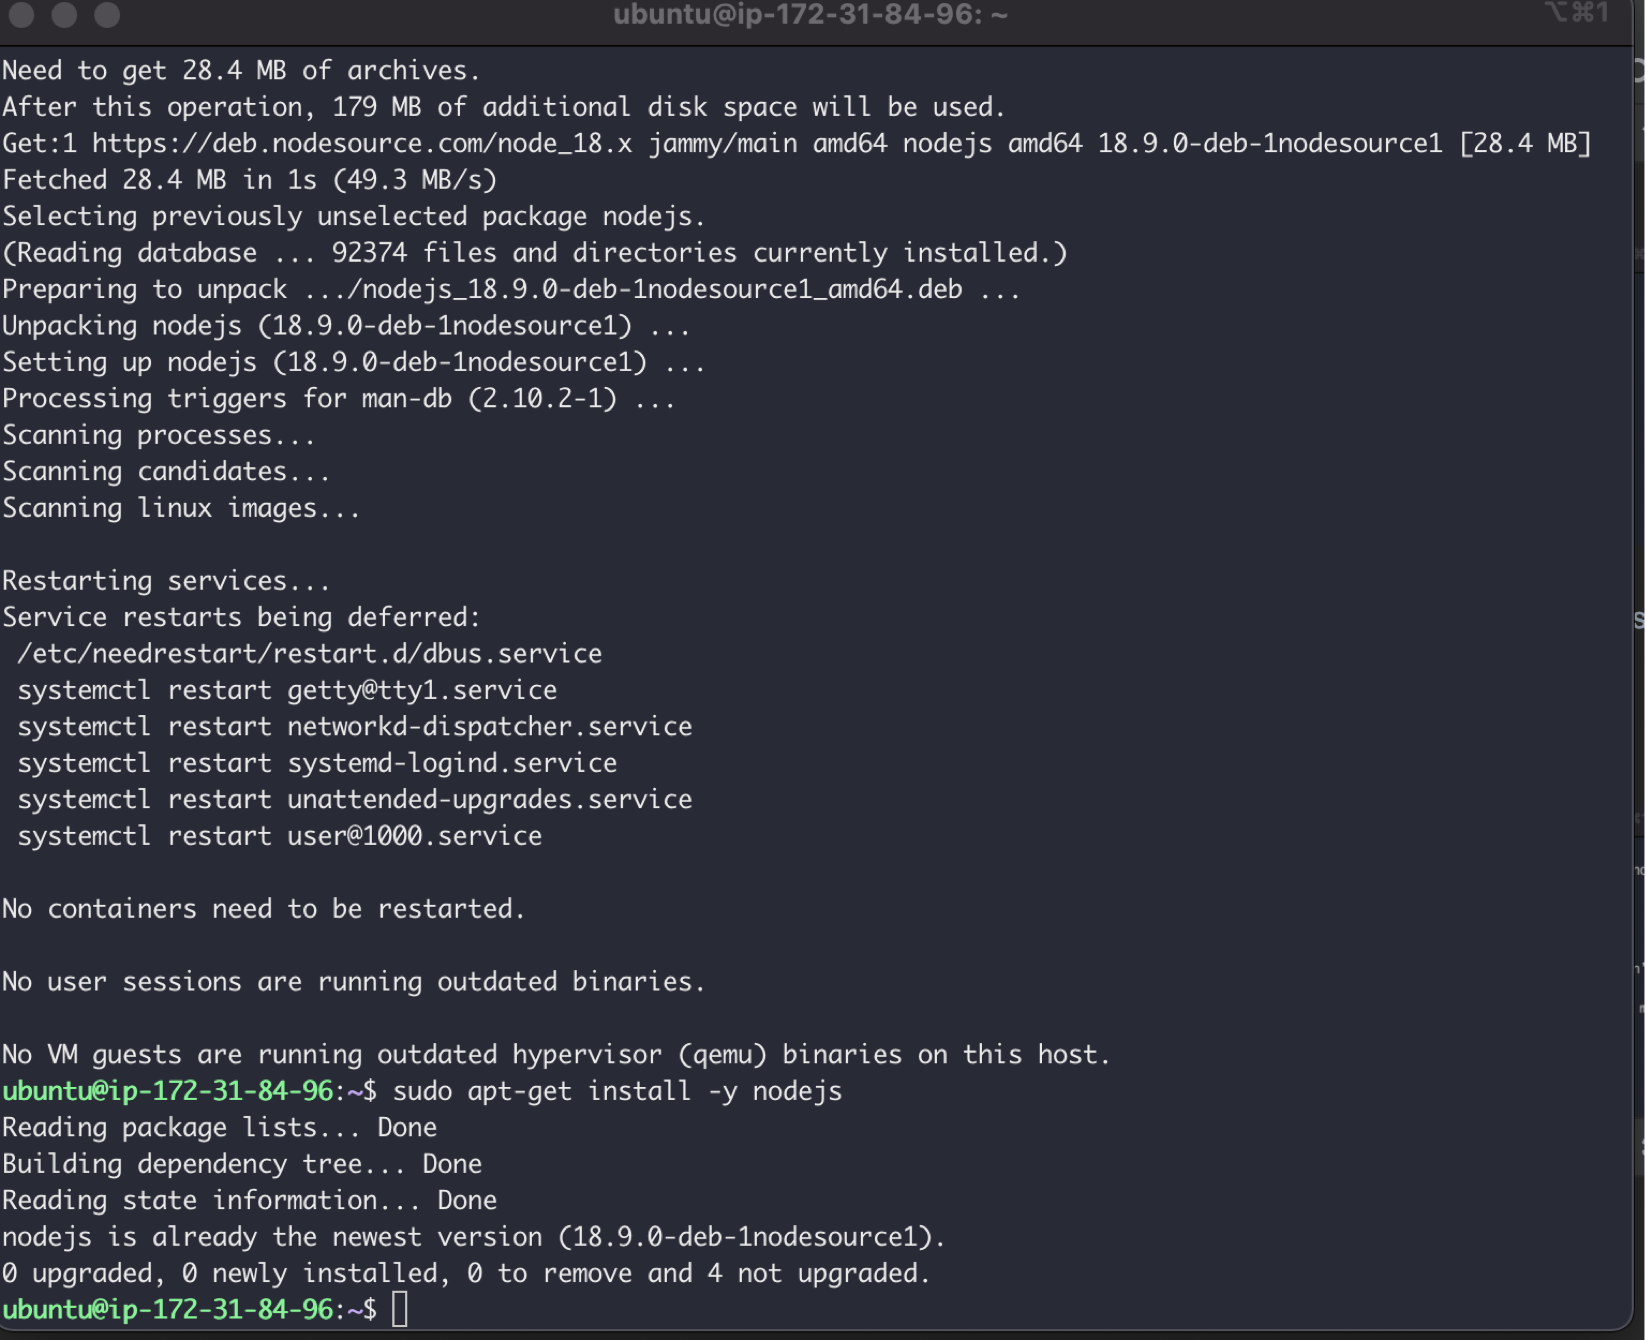 ubuntu@ip-172-31-84-96: ~ ⌥⌘1
Need to get 28.4 MB of archives.
After this operation, 179 MB of additional disk space will be used.
Get:1 https://deb.nodesource.com/node_18.x jammy/main amd64 nodejs amd64 18.9.0-deb-1nodesource1 [28.4 MB]
Fetched 28.4 MB in 1s (49.3 MB/s)
Selecting previously unselected package nodejs.
(Reading database ... 92374 files and directories currently installed.)
Preparing to unpack .../nodejs_18.9.0-deb-1nodesource1_amd64.deb ...
Unpacking nodejs (18.9.0-deb-1nodesource1) ...
Setting up nodejs (18.9.0-deb-1nodesource1) ...
Processing triggers for man-db (2.10.2-1) ...
Scanning processes...
Scanning candidates...
Scanning linux images...

Restarting services...
Service restarts being deferred:
 /etc/needrestart/restart.d/dbus.service
 systemctl restart getty@tty1.service
 systemctl restart networkd-dispatcher.service
 systemctl restart systemd-logind.service
 systemctl restart unattended-upgrades.service
 systemctl restart user@1000.service

No containers need to be restarted.

No user sessions are running outdated binaries.

No VM guests are running outdated hypervisor (qemu) binaries on this host.
ubuntu@ip-172-31-84-96:~$ sudo apt-get install -y nodejs
Reading package lists... Done
Building dependency tree... Done
Reading state information... Done
nodejs is already the newest version (18.9.0-deb-1nodesource1).
0 upgraded, 0 newly installed, 0 to remove and 4 not upgraded.
ubuntu@ip-172-31-84-96:~$